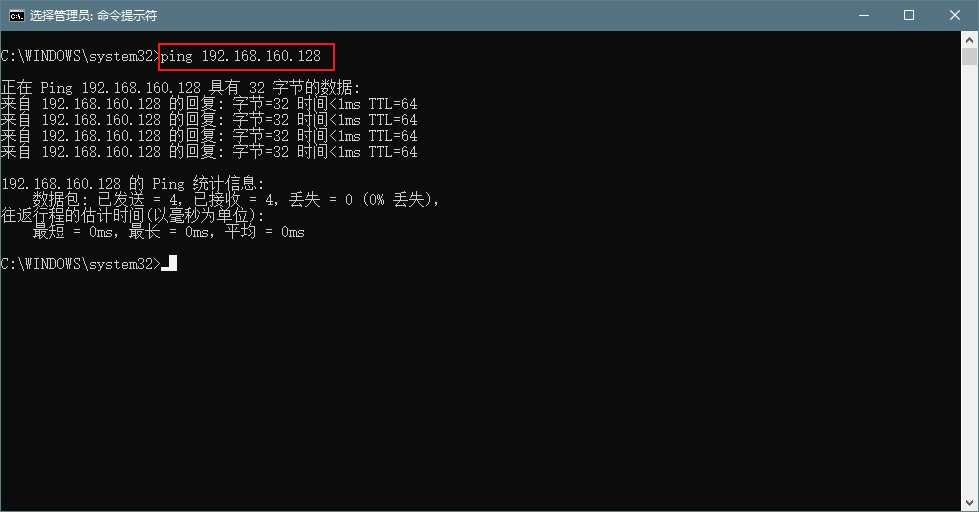 选择管理员: 命令提示符
C:\WINDOWS\system32>ping 192.168.160.128
正在 Ping 192.168.160.128 具有 32 字节的数据:
来自 192.168.160.128 的回复: 字节=32 时间<1ms TTL=64
来自 192.168.160.128 的回复: 字节=32 时间<1ms TTL=64
来自 192.168.160.128 的回复: 字节=32 时间<1ms TTL=64
来自 192.168.160.128 的回复: 字节=32 时间<1ms TTL=64
192.168.160.128 的 Ping 统计信息:
数据包: 已发送 = 4, 已接收 = 4, 丢失 = 0 (0% 丢失),
往返行程的估计时间(以毫秒为单位):
最短 = 0ms, 最长 = 0ms, 平均 = 0ms
C:\WINDOWS\system32>